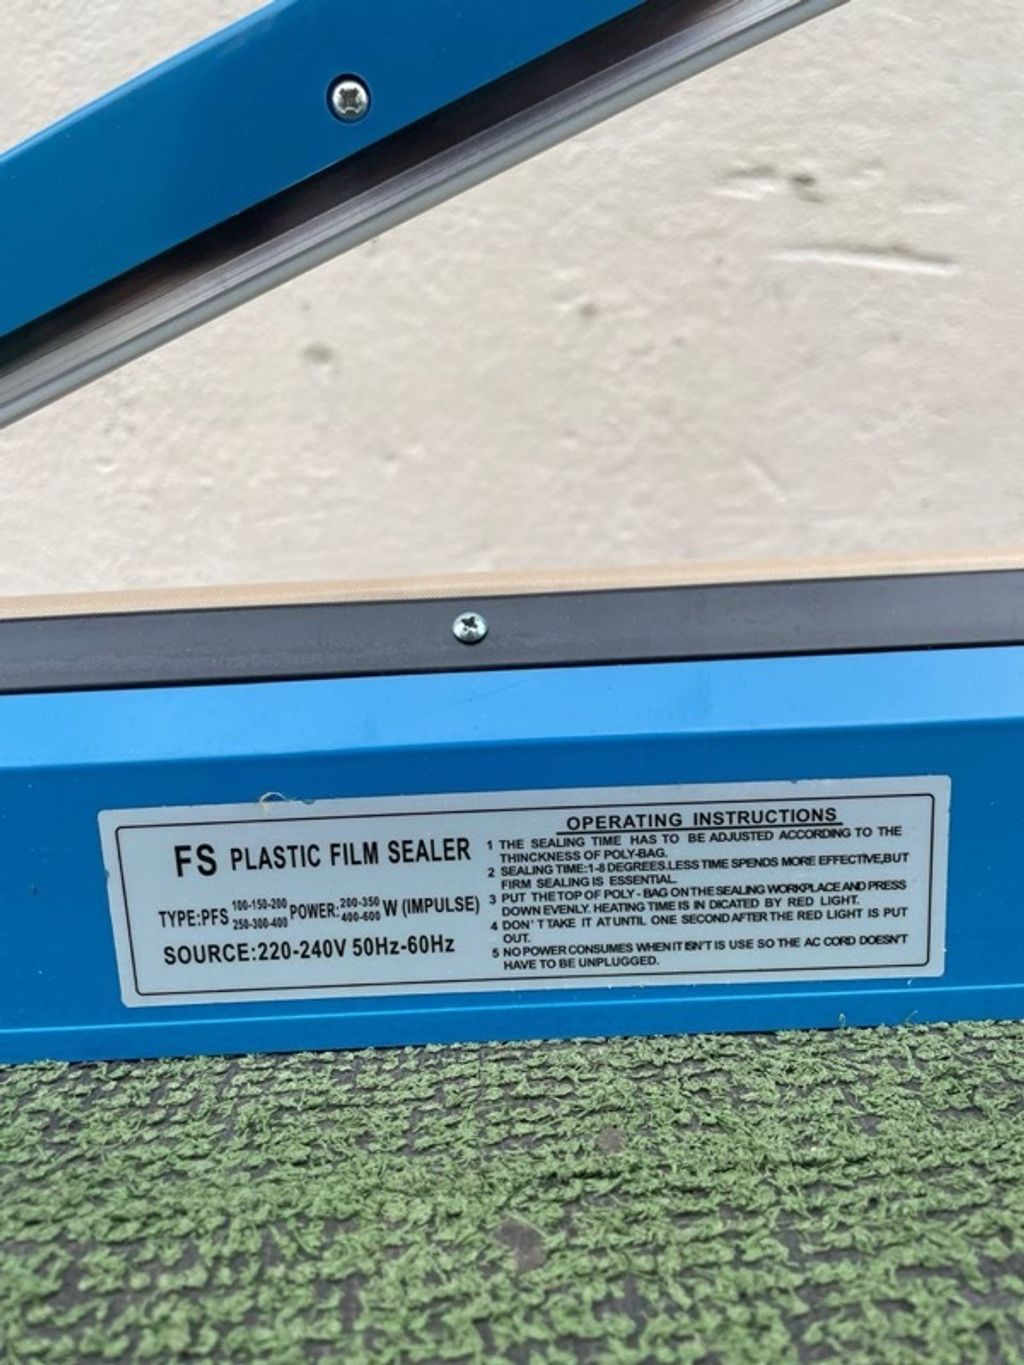 FS PLASTIC FILM SEALER
TYPE:PFS 100-150-200 250-300-400 POWER: 200-350 400-600 W (IMPULSE)
SOURCE:220-240V 50Hz-60Hz
OPERATING INSTRUCTIONS
1 THE SEALING TIME HAS TO BE ADJUSTED ACCORDING TO THE
THINCKNESS OF POLY-BAG.
2 SEALING TIME:1-8 DEGREES.LESS TIME SPENDS MORE EFFECTIVE,BUT
FIRM SEALING IS ESSENTIAL.
3 PUT THE TOP OF POLY - BAG ON THE SEALING WORKPLACE AND PRESS
DOWN EVENLY. HEATING TIME IS IN DICATED BY RED LIGHT.
4 DON'T TAKE IT AT UNTIL ONE SECOND AFTER THE RED LIGHT IS PUT
OUT.
5 NO POWER CONSUMES WHEN IT ISN'T IS USE SO THE AC CORD DOESN'T
HAVE TO BE UNPLUGGED.